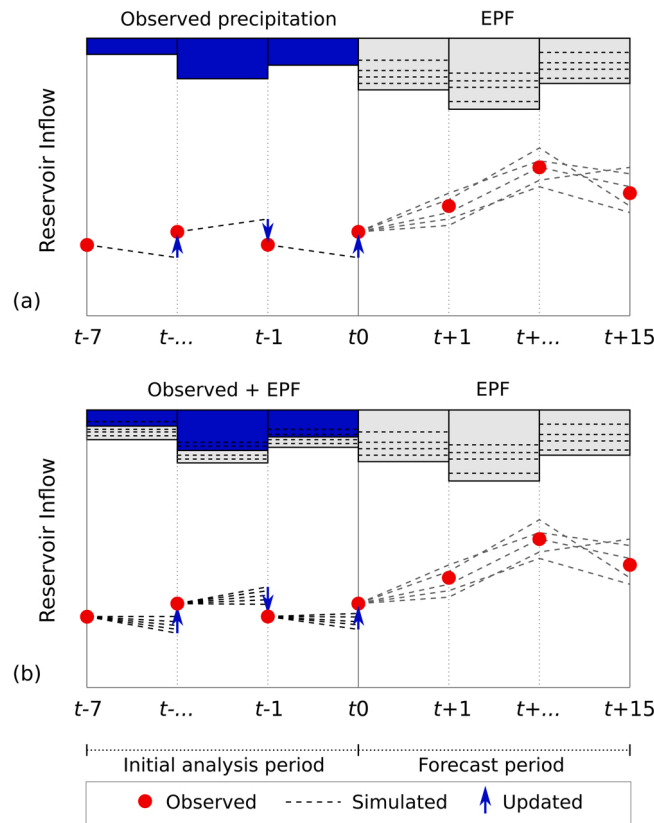 Observed precipitation EPF
Reservoir Inflow
(a)
t-7 t-... t-1 t0 t+1 t+... t+15
Observed + EPF EPF
Reservoir Inflow
(b)
t-7 t-... t-1 t0 t+1 t+... t+15
Initial analysis period Forecast period
Observed Simulated Updated